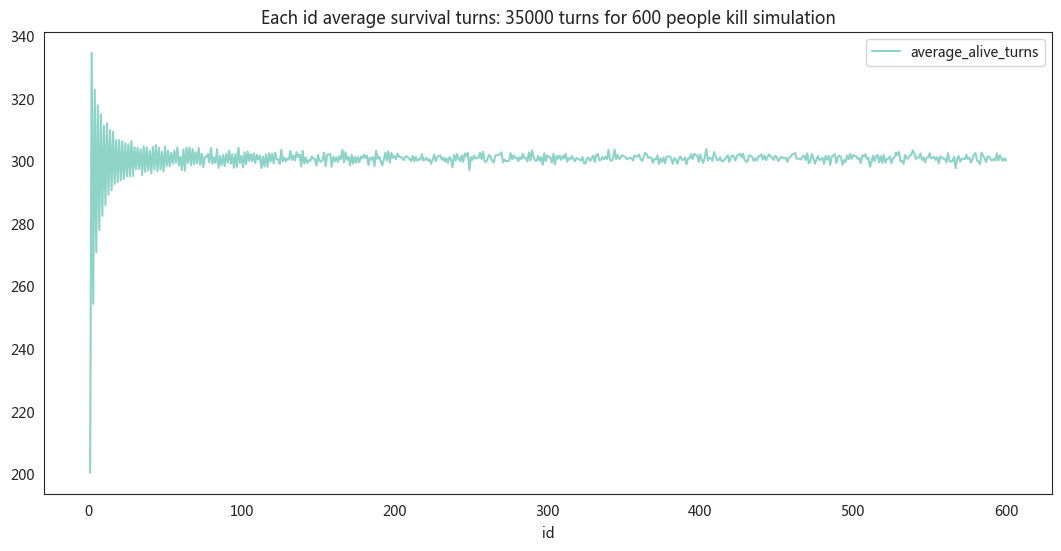 Each id average survival turns: 35000 turns for 600 people kill simulation
average_alive_turns
340
320
300
280
260
240
220
200
0 100 200 300 400 500 600
id